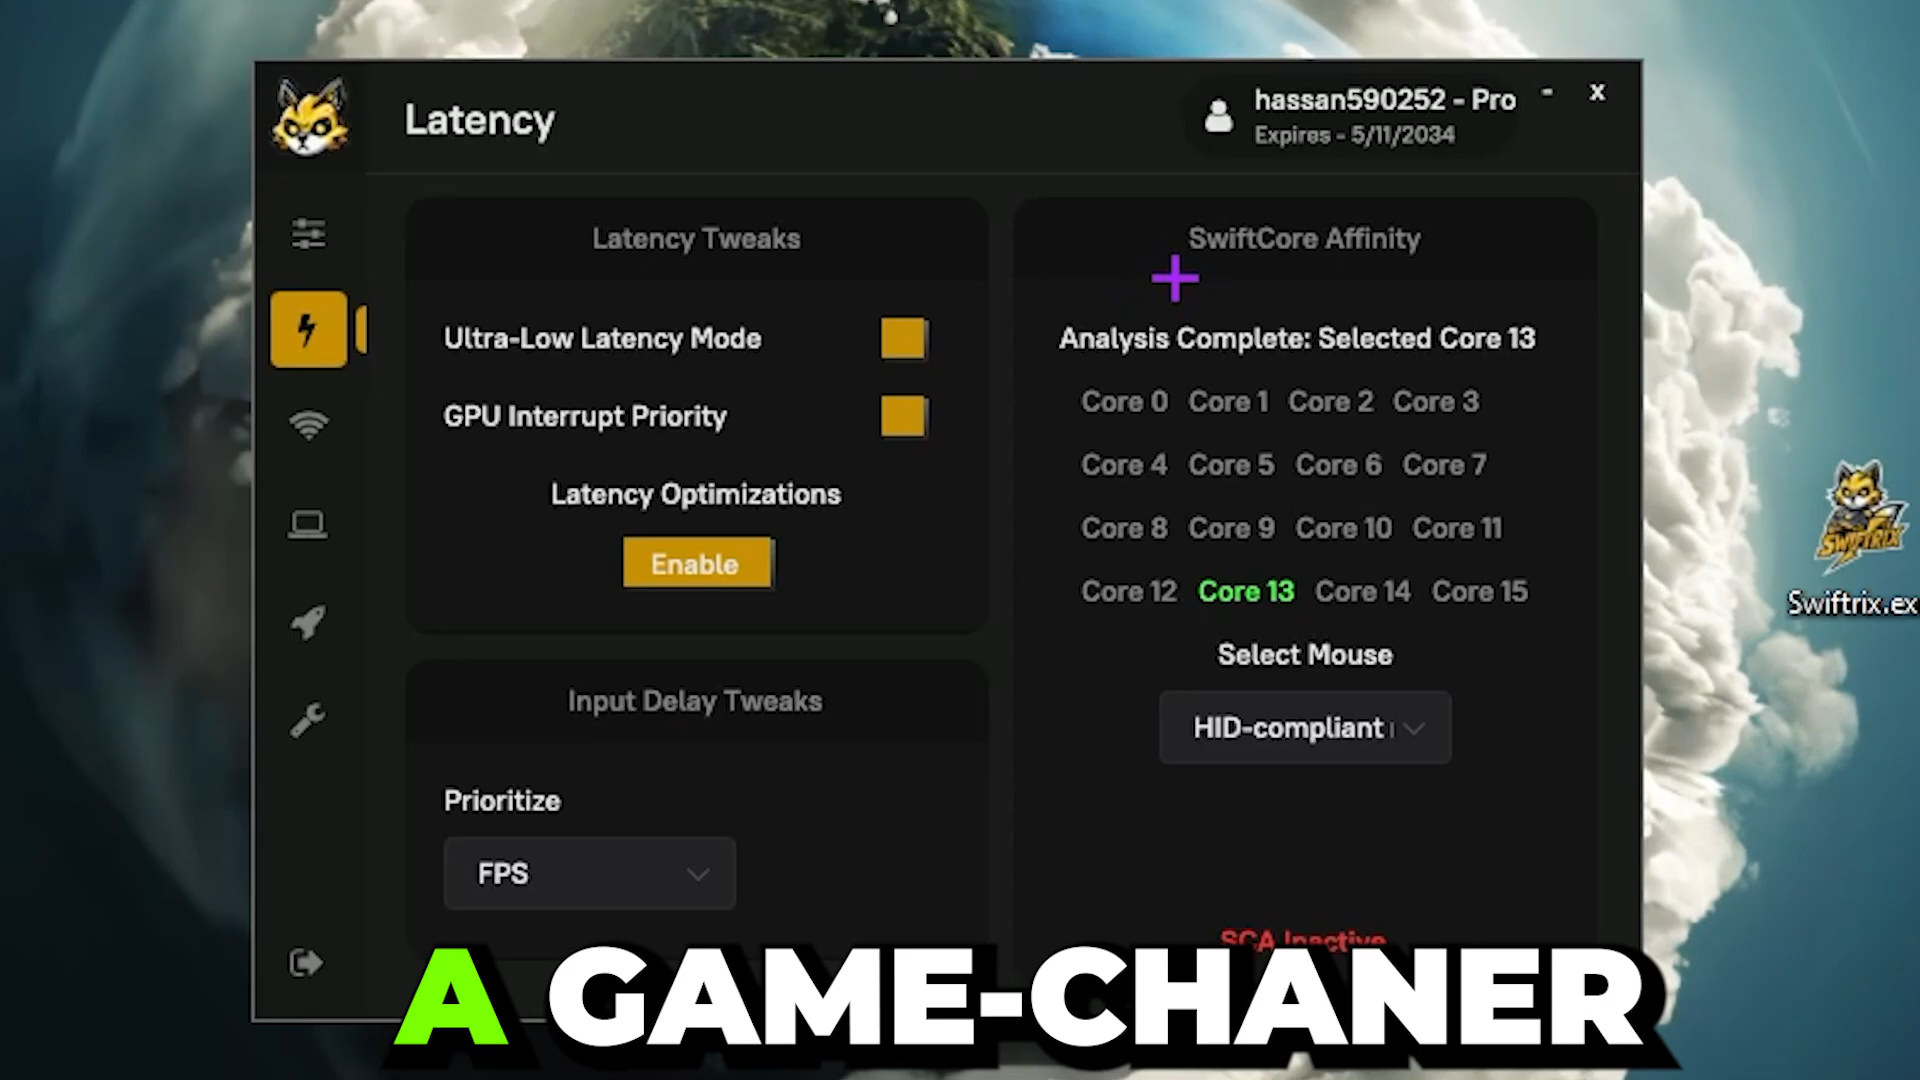 Latency
hassan590252 - Pro
Expires - 5/11/2034
- x
Latency Tweaks
Ultra-Low Latency Mode
GPU Interrupt Priority
Latency Optimizations
Enable
Input Delay Tweaks
Prioritize
FPS
SwiftCore Affinity
Analysis Complete: Selected Core 13
Core 0 Core 1 Core 2 Core 3
Core 4 Core 5 Core 6 Core 7
Core 8 Core 9 Core 10 Core 11
Core 12 Core 13 Core 14 Core 15
Select Mouse
HID-compliant
SCA Inactive
SWIFTRIX
Swiftrix.ex
A GAME-CHANER